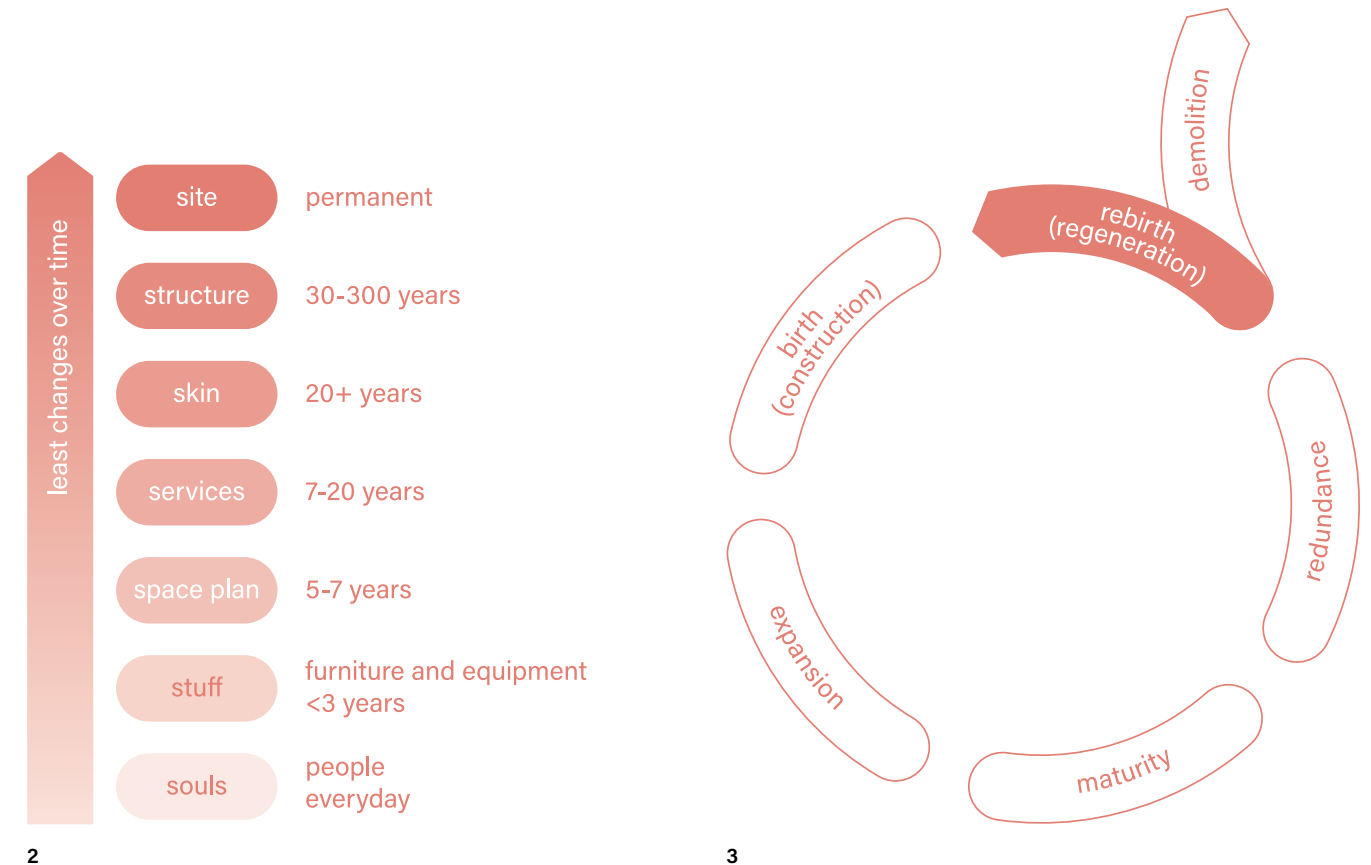 least changes over time
site
permanent
structure
30-300 years
skin
20+ years
services
7-20 years
space plan
5-7 years
stuff
furniture and equipment
<3 years
souls
people
everyday
2
demolition
rebirth
(regeneration)
birth
(construction)
redundance
expansion
maturity
3